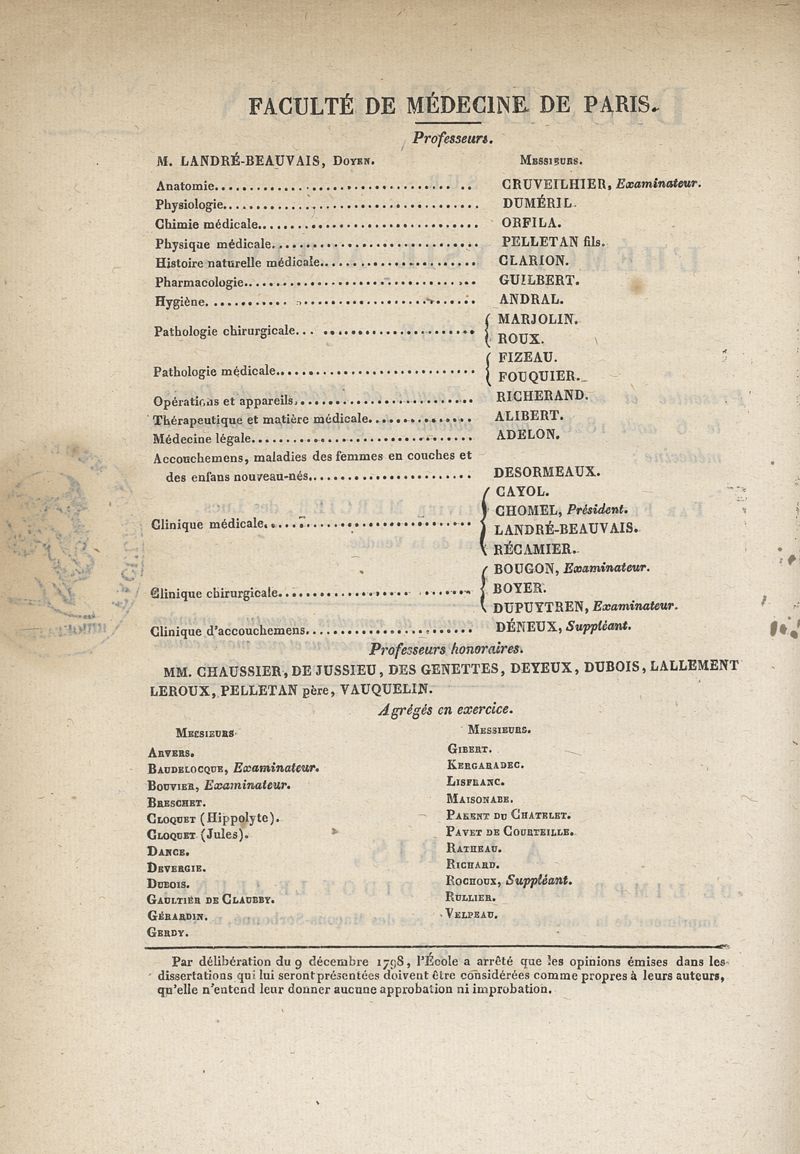 FACULTÉ DE MÉDECINE DE PARIS.
Professeurs.
M. LANDRÉ-BEAUVAIS, DOYEN. MESSIEURS.
Anatomie........................................ CRUVEILHIER, Examinateur.
Physiologie........................................ DUMÉRIL.
Chimie médicale.................................... ORFILA.
Physique médicale.................................. PELLETAN fils.
Histoire naturelle médicale........................ CLARION.
Pharmacologie...................................... GUILBERT.
Hygiène............................................ ANDRAL.
Pathologie chirurgicale............................ { MARJOLIN.
ROUX.
Pathologie médicale................................ { FIZEAU.
FOUQUIER.
Opérations et appareils............................ RICHERAND.
Thérapeutique et matière médicale.................. ALIBERT.
Médecine légale.................................... ADELON.
Accouchemens, maladies des femmes en couches et
des enfans nouveau-nés......................... DESORMEAUX.
Clinique médicale.................................. { CAYOL.
CHOMEL, Président.
LANDRÉ-BEAUVAIS.
RÉCAMIER.
Clinique chirurgicale.............................. { BOUGON, Examinateur.
BOYER.
DUPUYTREN, Examinateur.
Clinique d'accouchemens............................ DÉNEUX, Suppléant.
Professeurs honoraires.
MM. CHAUSSIER, DE JUSSIEU, DES GENETTES, DEYEUX, DUBOIS, LALLEMENT
LEROUX, PELLETAN père, VAUQUELIN.
Agrégés en exercice.
MESSIEURS
ARVERS.
BAUDELOCQUE, Examinateur.
BOUVIER, Examinateur.
BRESCHET.
CLOQUET (Hippolyte).
CLOQUET (Jules).
DANCE.
DEVERGIE.
DUBOIS.
GAULTIER DE CLAUBRY.
GÉRARDIN.
GERDY.
MESSIEURS.
GIBERT.
KERGARADEC.
LISFRANC.
MAISONABE.
PARENT DU CHATELET.
PAVET DE COURTEILLE.
RATHEAU.
RICHARD.
ROCHOUX, Suppléant.
RULLIER.
VELPEAU.
Par délibération du 9 décembre 1798, l'École a arrêté que les opinions émises dans les
dissertations qui lui seront présentées doivent être considérées comme propres à leurs auteurs,
qu'elle n'entend leur donner aucune approbation ni improbation.